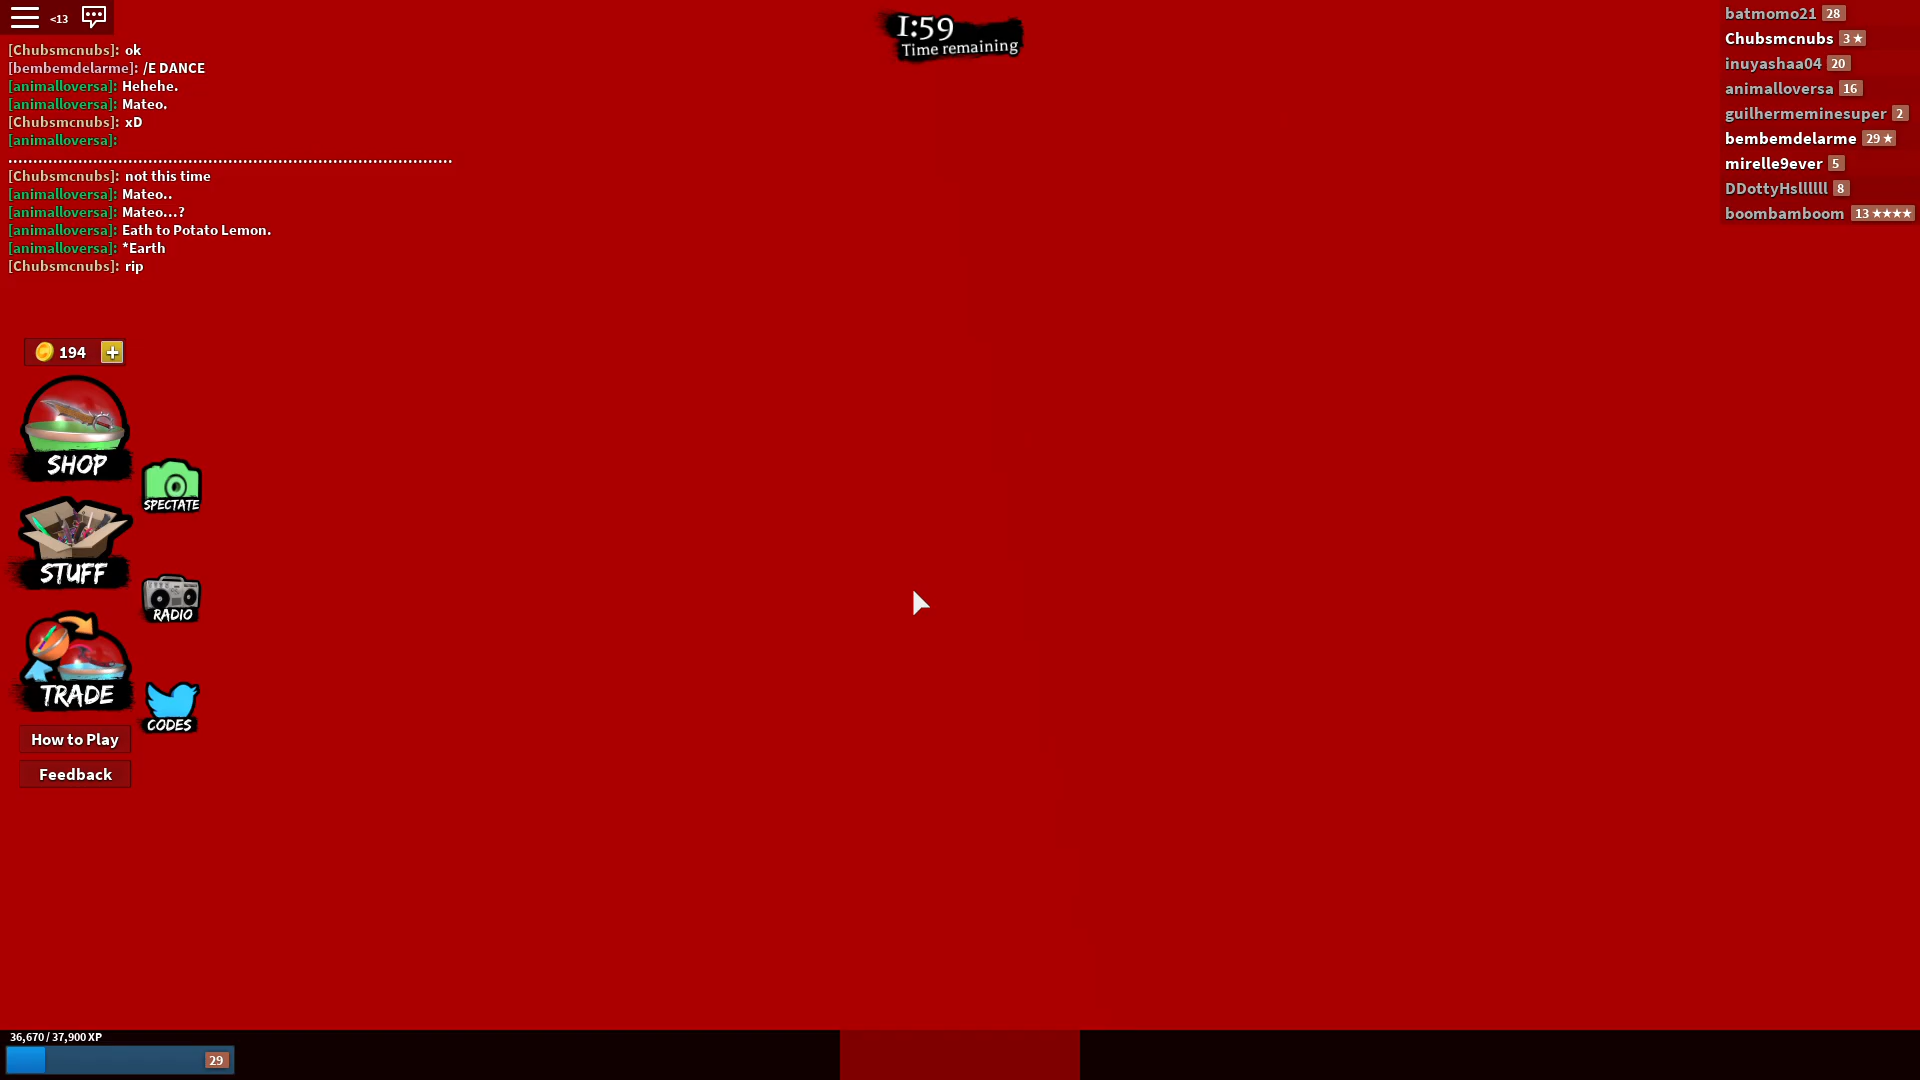 <13
[Chubsmcnubs]: ok
[bembemdelarme]: /E DANCE
[animalloversa]: Hehehe.
[animalloversa]: Mateo.
[Chubsmcnubs]: xD
[animalloversa]:
.........................................................................................
[Chubsmcnubs]: not this time
[animalloversa]: Mateo..
[animalloversa]: Mateo...?
[animalloversa]: Eath to Potato Lemon.
[animalloversa]: *Earth
[Chubsmcnubs]: rip
1:59
Time remaining
batmomo21 28
Chubsmcnubs 3 ★
inuyashaa04 20
animalloversa 16
guilhermeminesuper 2
bembemdelarme 29 ★
mirelle9ever 5
DDottyHsllllll 8
boombamboom 13 ★★★★
194 +
SHOP
SPECTATE
STUFF
RADIO
TRADE
CODES
How to Play
Feedback
36,670 / 37,900 XP
29